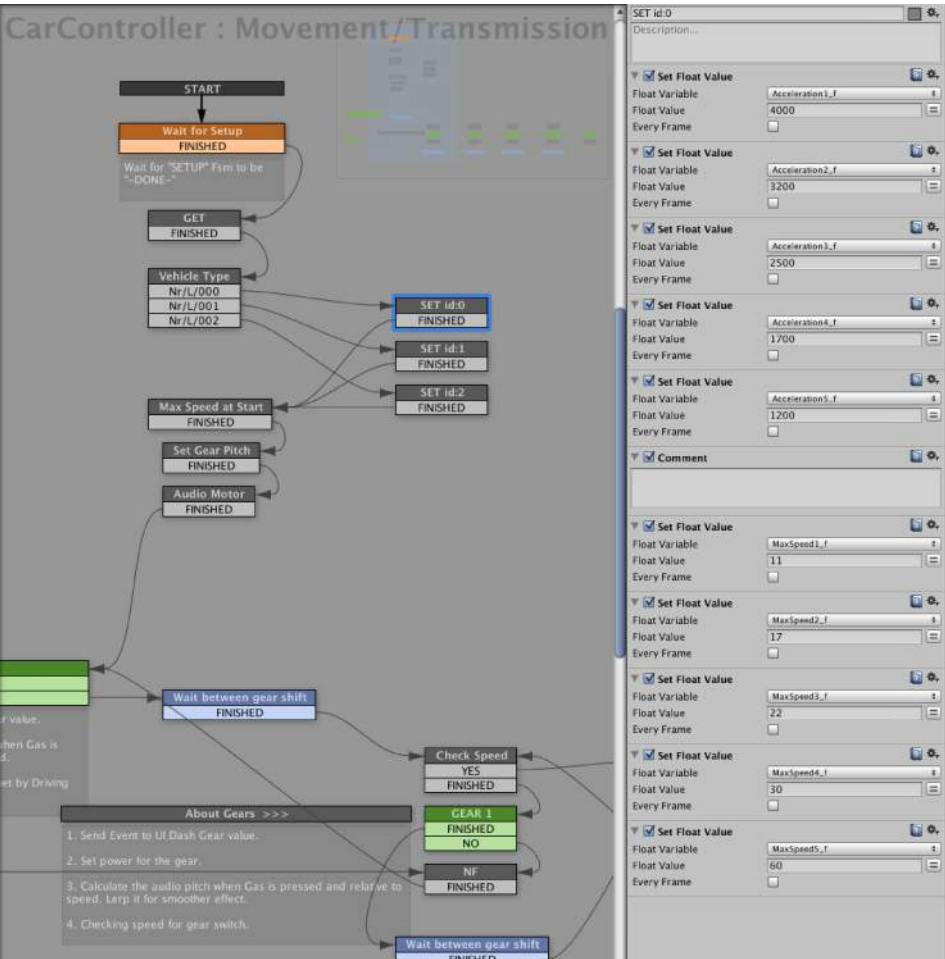 CarController : Movement/Transmission
START
Wait for Setup
FINISHED
Wait for "SETUP" Fsm to be
"-DONE-"
GET
FINISHED
Vehicle Type
Nr/L/000
Nr/L/001
Nr/L/002
SET id:0
FINISHED
SET id:1
FINISHED
SET id:2
FINISHED
Max Speed at Start
FINISHED
Set Gear Pitch
FINISHED
Audio Motor
FINISHED
r value.
when Gas is
d.
set by Driving
Wait between gear shift
FINISHED
Check Speed
YES
FINISHED
GEAR 1
FINISHED
NO
NF
FINISHED
About Gears >>>
1. Send Event to UI Dash Gear value.
2. Set power for the gear.
3. Calculate the audio pitch when Gas is pressed and relative to
speed. Lerp it for smoother effect.
4. Checking speed for gear switch.
Wait between gear shift
FINISHED
SET id:0
Description...
Set Float Value
Float Variable Acceleration1_f
Float Value 4000
Every Frame
Set Float Value
Float Variable Acceleration2_f
Float Value 3200
Every Frame
Set Float Value
Float Variable Acceleration3_f
Float Value 2500
Every Frame
Set Float Value
Float Variable Acceleration4_f
Float Value 1700
Every Frame
Set Float Value
Float Variable Acceleration5_f
Float Value 1200
Every Frame
Comment
Set Float Value
Float Variable MaxSpeed1_f
Float Value 11
Every Frame
Set Float Value
Float Variable MaxSpeed2_f
Float Value 17
Every Frame
Set Float Value
Float Variable MaxSpeed3_f
Float Value 22
Every Frame
Set Float Value
Float Variable MaxSpeed4_f
Float Value 30
Every Frame
Set Float Value
Float Variable MaxSpeed5_f
Float Value 60
Every Frame